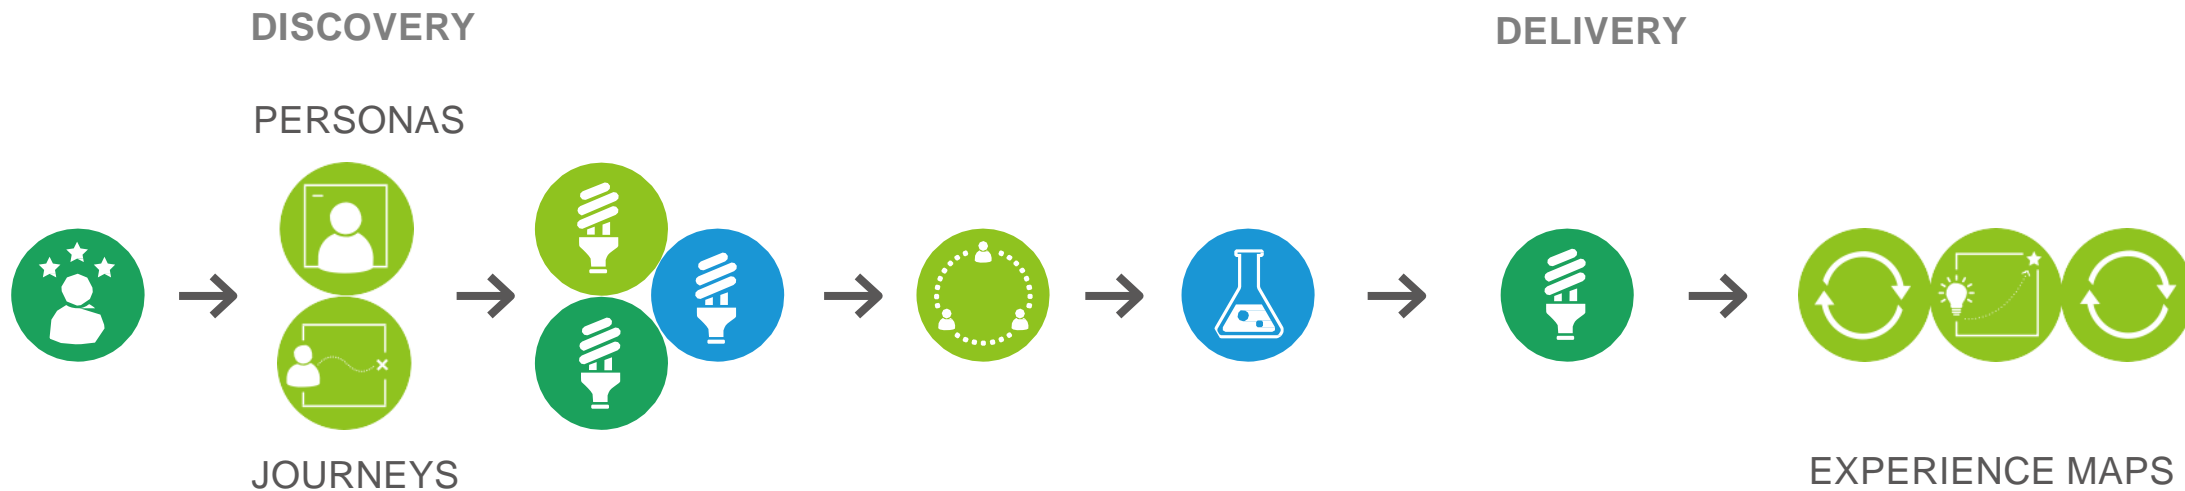 DISCOVERY
DELIVERY
PERSONAS
JOURNEYS
EXPERIENCE MAPS